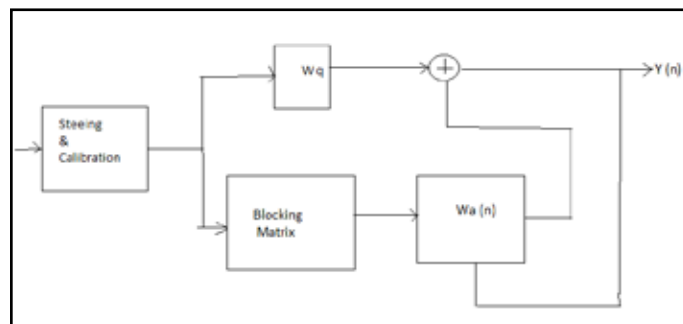 Steeing
&
Calibration
Wq
+
Y (n)
Blocking
Matrix
Wa (n)